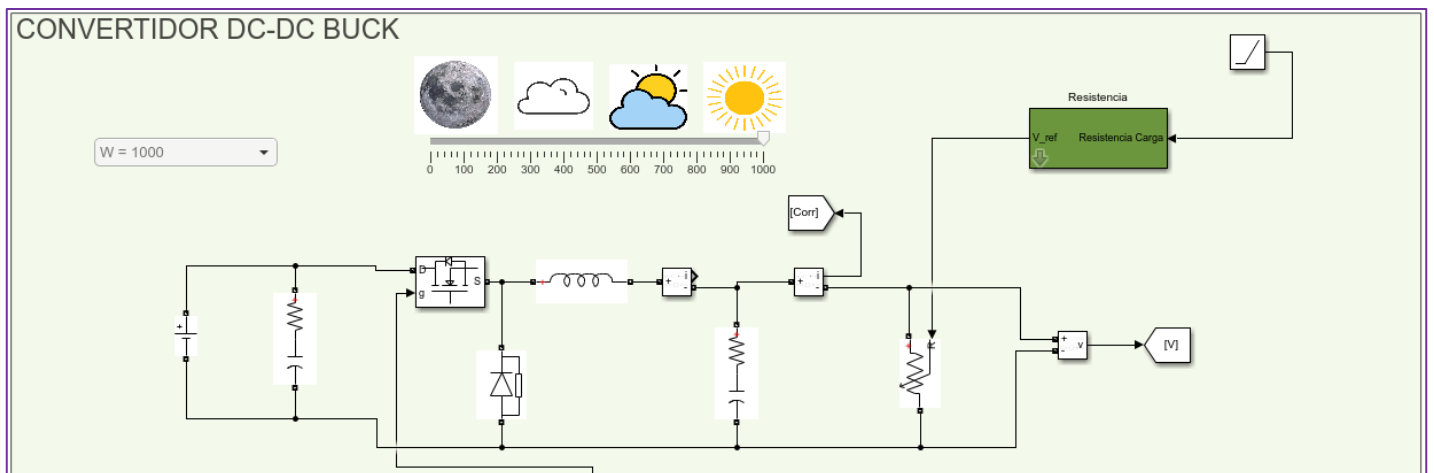 CONVERTIDOR DC-DC BUCK
W = 1000
0 100 200 300 400 500 600 700 800 900 1000
Resistencia
V_ref Resistencia Carga
[Corr]
D
S
g
+
+ i
-
+ i
-
R
+
-
v
[V]
+